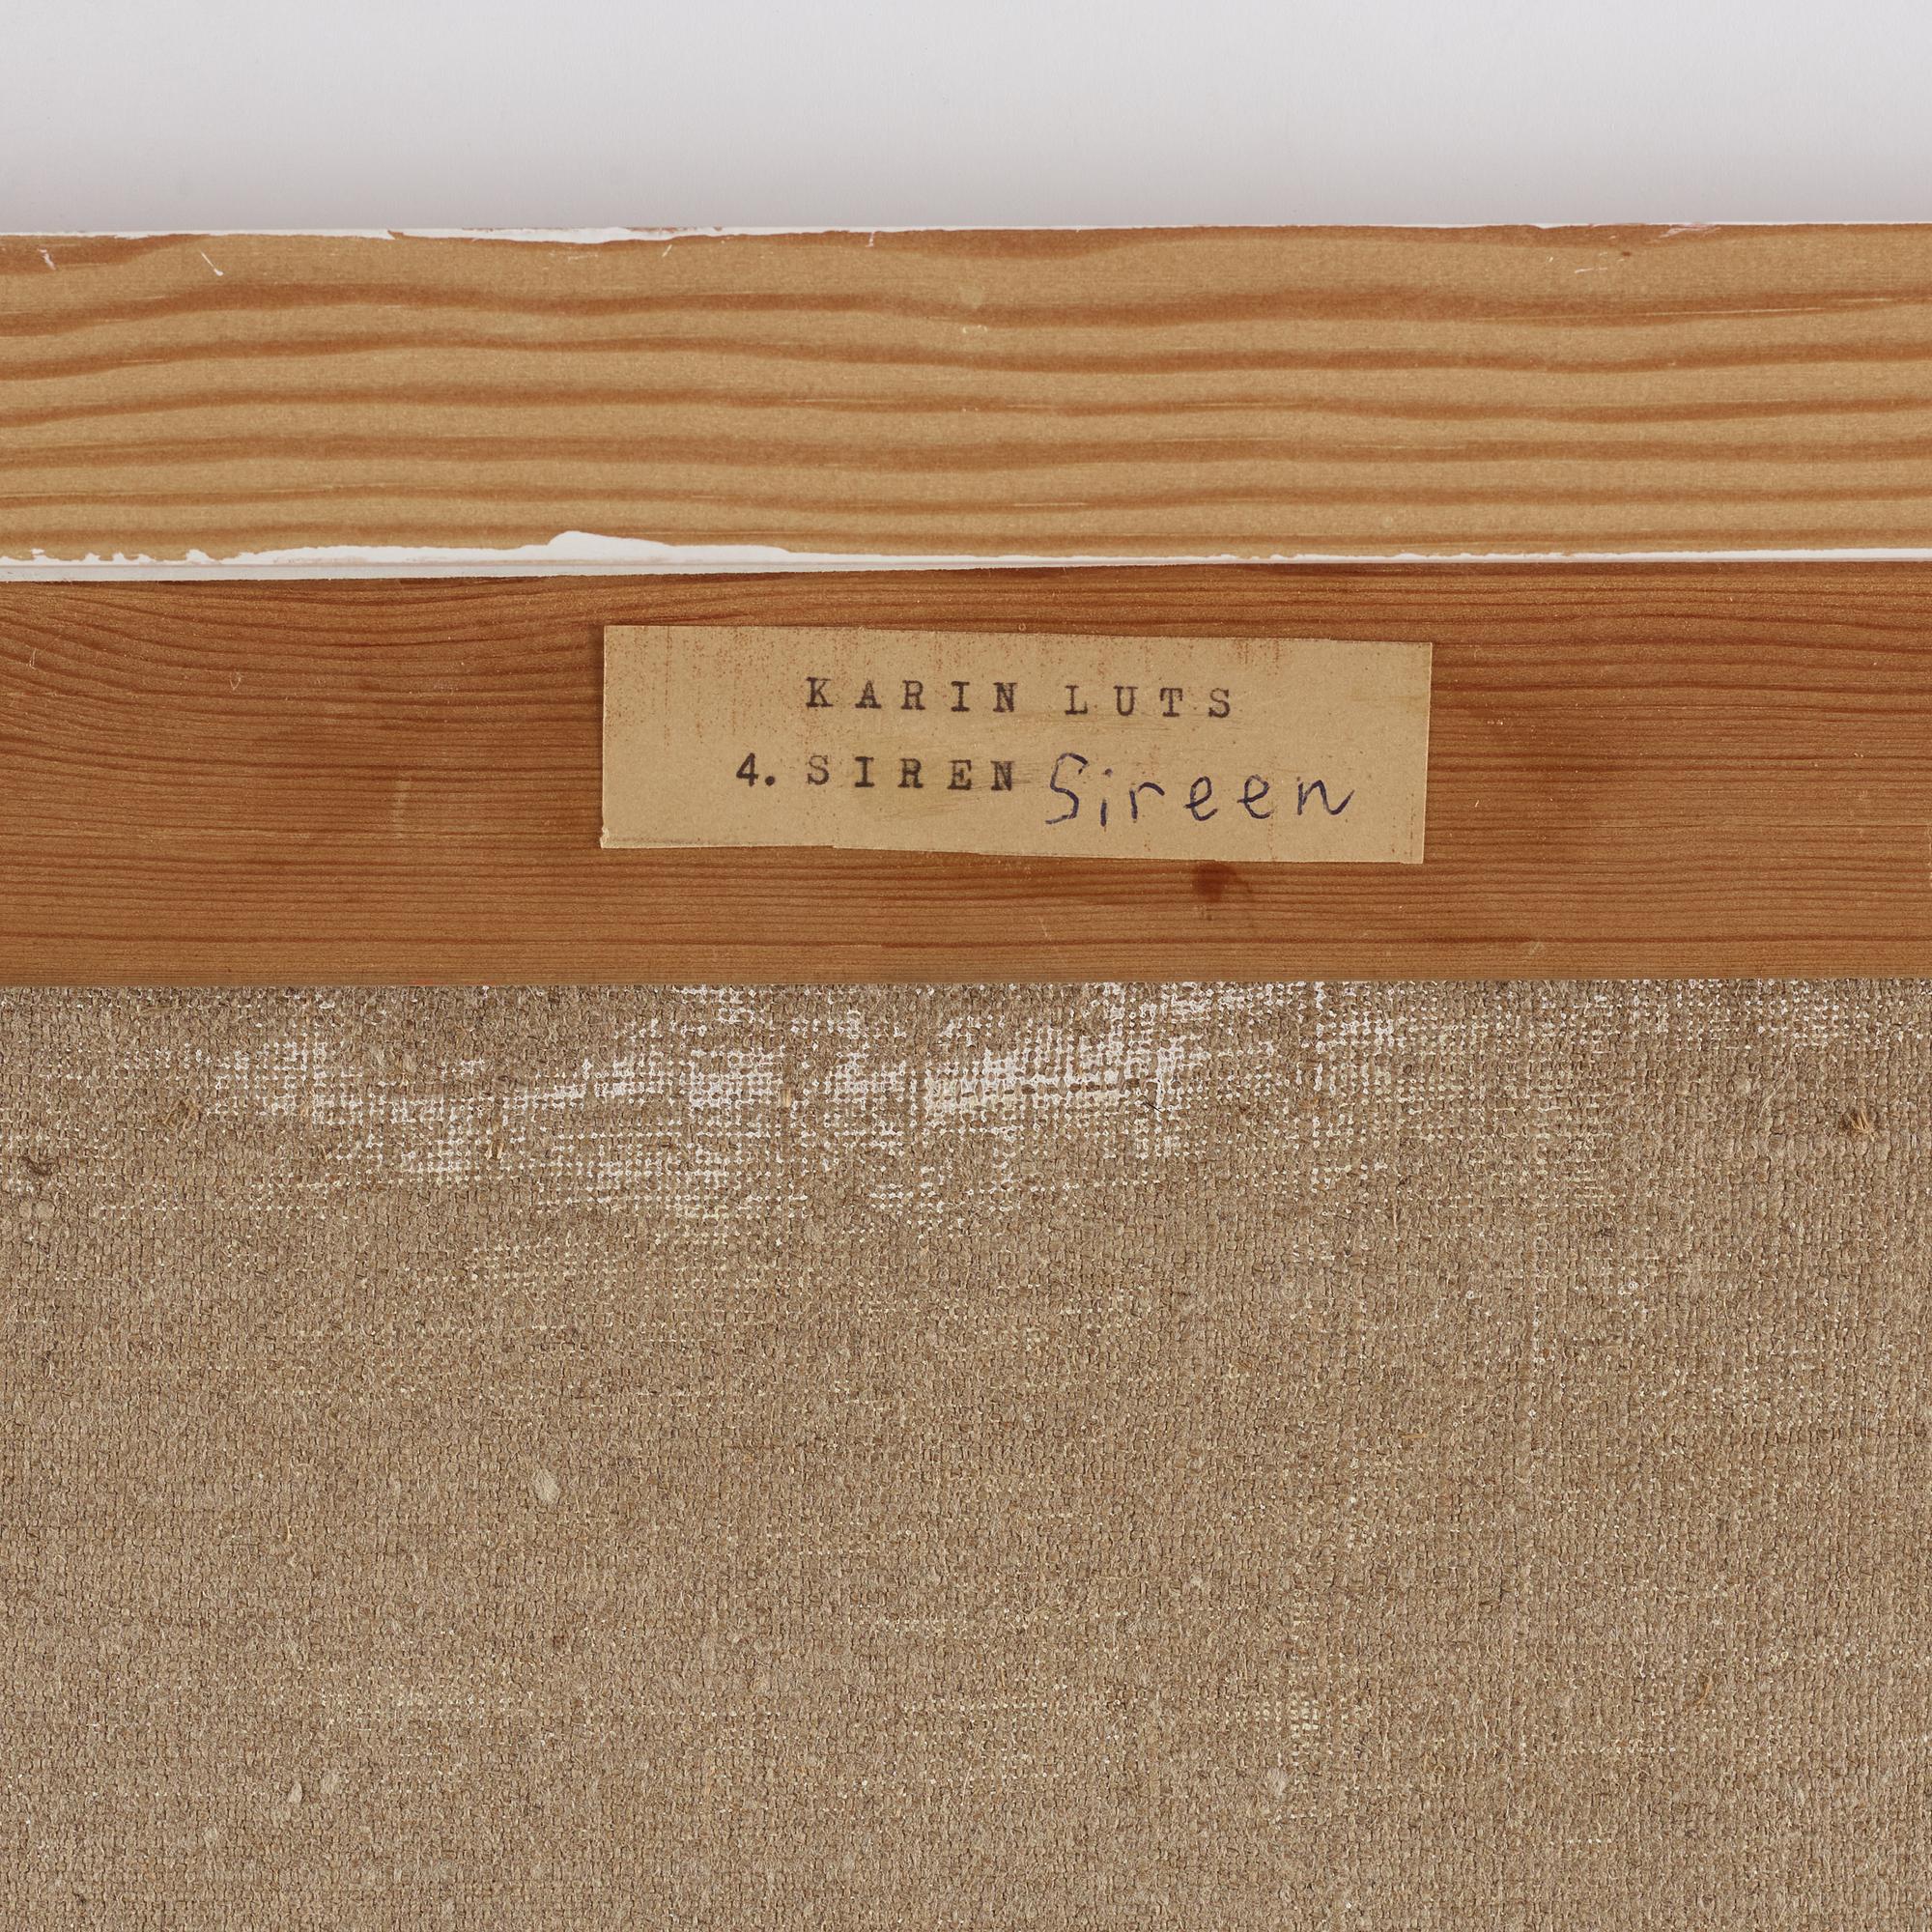 KARIN LUTS
4. SIREN Sireen